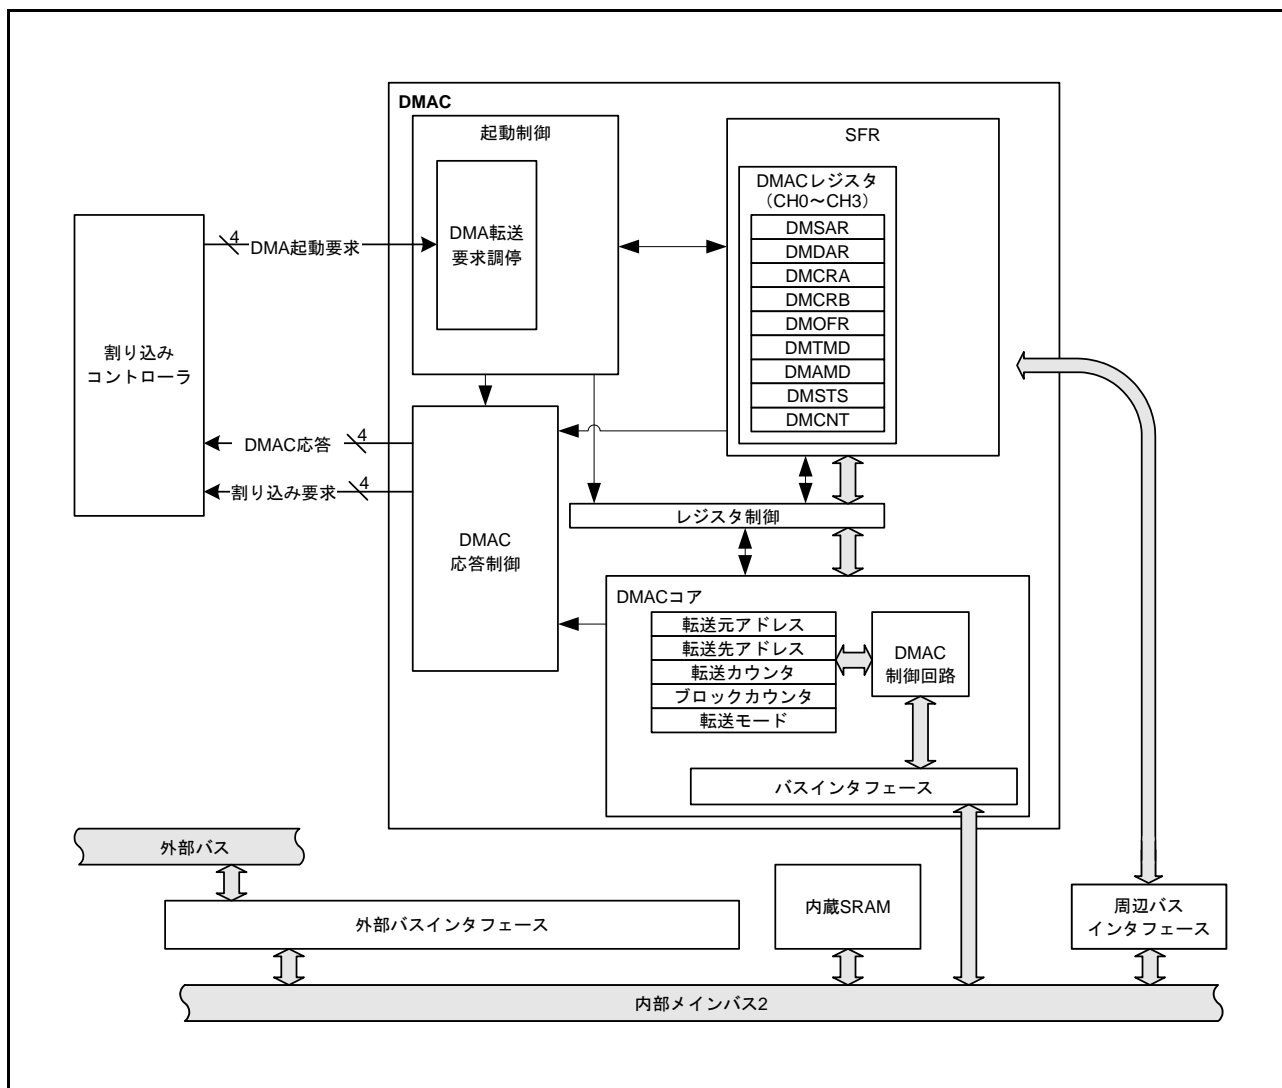 DMAC
起動制御
DMA転送
要求調停
SFR
DMACレジスタ
（CH0～CH3）
DMSAR
DMDAR
DMCRA
DMCRB
DMOFR
DMTMD
DMAMD
DMSTS
DMCNT
割り込み
コントローラ
4
DMA起動要求
DMAC応答
4
割り込み要求
4
DMAC
応答制御
レジスタ制御
DMACコア
転送元アドレス
転送先アドレス
転送カウンタ
ブロックカウンタ
転送モード
DMAC
制御回路
バスインタフェース
外部バス
外部バスインタフェース
内蔵SRAM
周辺バス
インタフェース
内部メインバス2